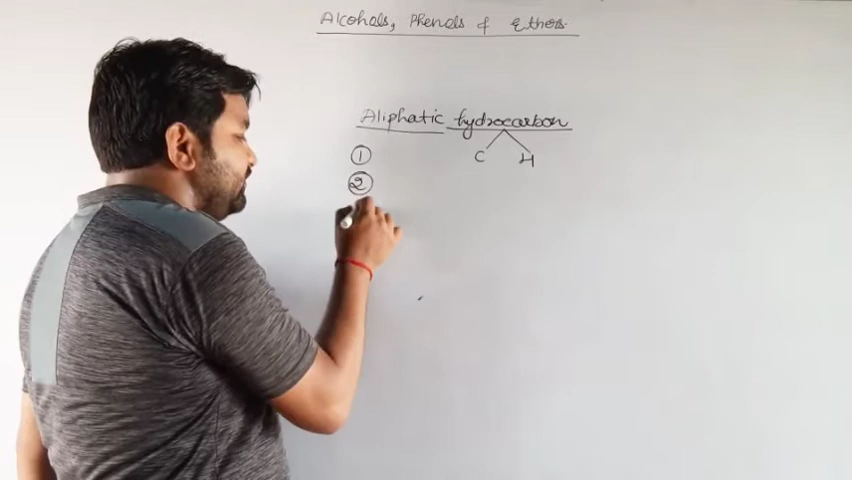 Alcohols, Phenols & Ethers
Aliphatic hydrocarbon
① C H
②